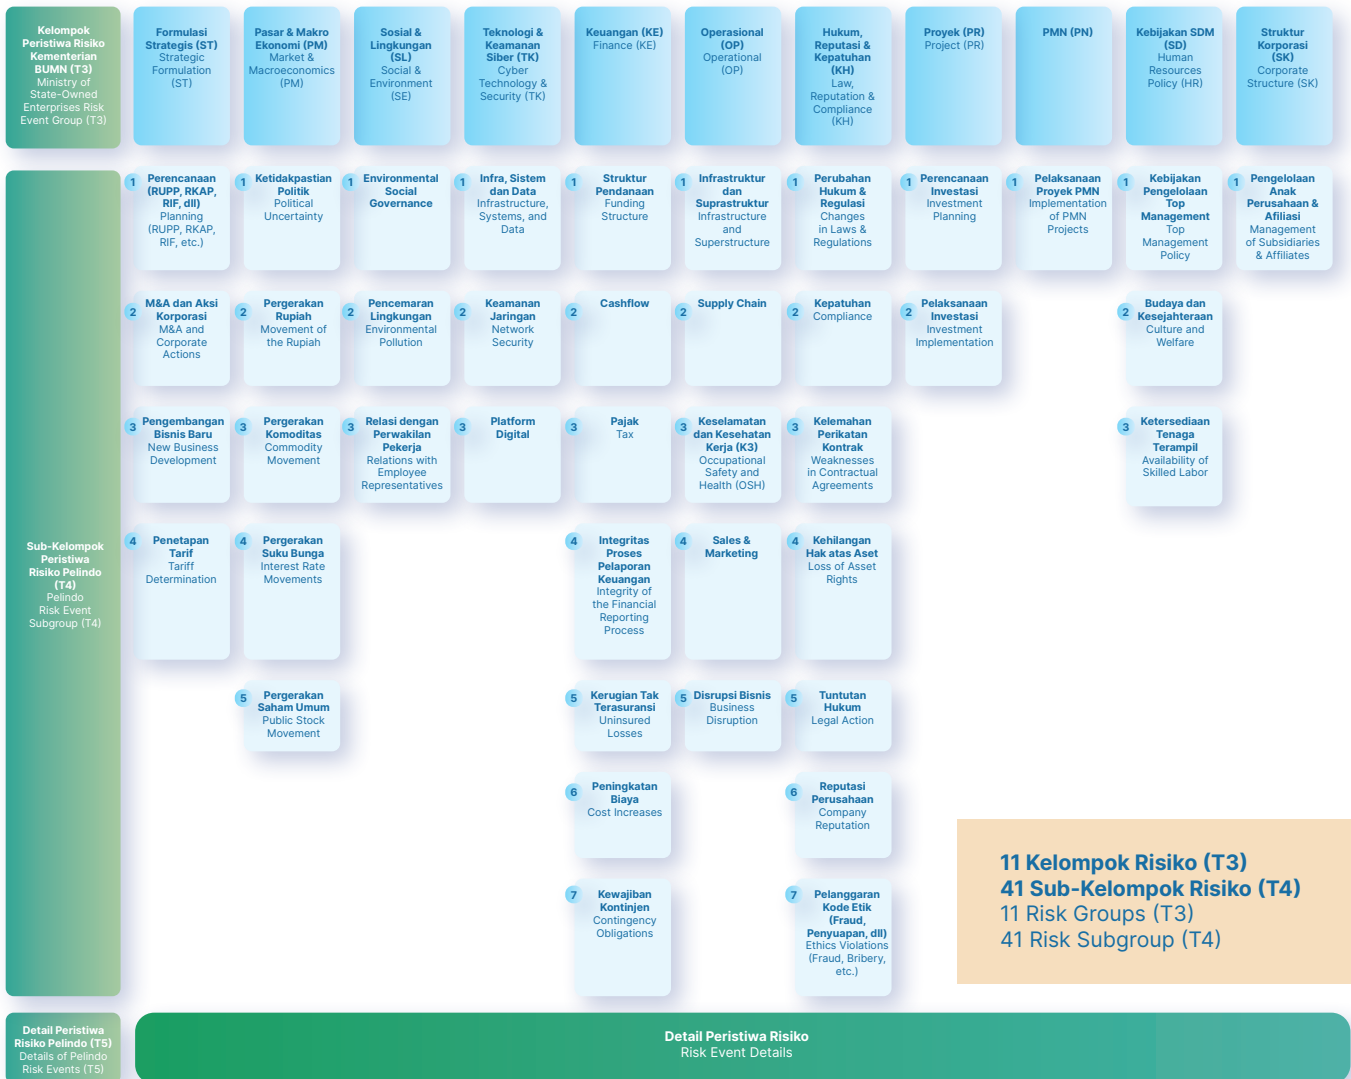 Kelompok
Peristiwa Risiko
Kementerian
BUMN (T3)
Ministry of
State-Owned
Enterprises Risk
Event Group (T3)
Formulasi
Strategis (ST)
Strategic
Formulation
(ST)
Pasar & Makro
Ekonomi (PM)
Market &
Macroeconomics
(PM)
Sosial &
Lingkungan
(SL)
Social &
Environment
(SE)
Teknologi &
Keamanan
Siber (TK)
Cyber
Technology &
Security (TK)
Keuangan (KE)
Finance (KE)
Operasional
(OP)
Operational
(OP)
Hukum,
Reputasi &
Kepatuhan
(KH)
Law,
Reputation &
Compliance
(KH)
Proyek (PR)
Project (PR)
PMN (PN)
Kebijakan SDM
(SD)
Human
Resources
Policy (HR)
Struktur
Korporasi
(SK)
Corporate
Structure (SK)
Sub-Kelompok
Peristiwa
Risiko Pelindo
(T4)
Pelindo
Risk Event
Subgroup (T4)
1
Perencanaan
(RUPP, RKAP,
RIF, dll)
Planning
(RUPP, RKAP,
RIF, etc.)
1
Ketidakpastian
Politik
Political
Uncertainty
1
Environmental
Social
Governance
1
Infra, Sistem
dan Data
Infrastructure,
Systems, and
Data
1
Struktur
Pendanaan
Funding
Structure
1
Infrastruktur
dan
Suprastruktur
Infrastructure
and
Superstructure
1
Perubahan
Hukum &
Regulasi
Changes
in Laws &
Regulations
1
Perencanaan
Investasi
Investment
Planning
1
Pelaksanaan
Proyek PMN
Implementation
of PMN
Projects
1
Kebijakan
Pengelolaan
Top
Management
Top
Management
Policy
1
Pengelolaan
Anak
Perusahaan &
Afiliasi
Management
of Subsidiaries
& Affiliates
2
M&A dan Aksi
Korporasi
M&A and
Corporate
Actions
2
Pergerakan
Rupiah
Movement of
the Rupiah
2
Pencemaran
Lingkungan
Environmental
Pollution
2
Keamanan
Jaringan
Network
Security
2
Cashflow
2
Supply Chain
2
Kepatuhan
Compliance
2
Pelaksanaan
Investasi
Investment
Implementation
2
Budaya dan
Kesejahteraan
Culture and
Welfare
3
Pengembangan
Bisnis Baru
New Business
Development
3
Pergerakan
Komoditas
Commodity
Movement
3
Relasi dengan
Perwakilan
Pekerja
Relations with
Employee
Representatives
3
Platform
Digital
3
Pajak
Tax
3
Keselamatan
dan Kesehatan
Kerja (K3)
Occupational
Safety and
Health (OSH)
3
Kelemahan
Perikatan
Kontrak
Weaknesses
in Contractual
Agreements
3
Ketersediaan
Tenaga
Terampil
Availability of
Skilled Labor
4
Penetapan
Tarif
Tariff
Determination
4
Pergerakan
Suku Bunga
Interest Rate
Movements
4
Integritas
Proses
Pelaporan
Keuangan
Integrity of
the Financial
Reporting
Process
4
Sales &
Marketing
4
Kehilangan
Hak atas Aset
Loss of Asset
Rights
5
Pergerakan
Saham Umum
Public Stock
Movement
5
Kerugian Tak
Terasuransi
Uninsured
Losses
5
Disrupsi Bisnis
Business
Disruption
5
Tuntutan
Hukum
Legal Action
6
Peningkatan
Biaya
Cost Increases
6
Reputasi
Perusahaan
Company
Reputation
7
Kewajiban
Kontinjen
Contingency
Obligations
7
Pelanggaran
Kode Etik
(Fraud,
Penyuapan, dll)
Ethics Violations
(Fraud, Bribery,
etc.)
11 Kelompok Risiko (T3)
41 Sub-Kelompok Risiko (T4)
11 Risk Groups (T3)
41 Risk Subgroup (T4)
Detail Peristiwa
Risiko Pelindo (T5)
Details of Pelindo
Risk Events (T5)
Detail Peristiwa Risiko
Risk Event Details